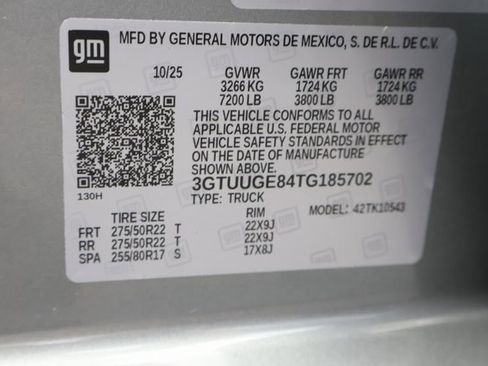 gm
MFD BY GENERAL MOTORS DE MEXICO, S. DE R.L. DE C.V.
10/25 GVWR GAWR FRT GAWR RR
3266 KG 1724 KG 1724 KG
7200 LB 3800 LB 3800 LB
THIS VEHICLE CONFORMS TO ALL
APPLICABLE U.S. FEDERAL MOTOR
VEHICLE SAFETY STANDARDS IN EFFECT
ON THE DATE OF MANUFACTURE
SHOWN ABOVE.
3GTUUGE84TG185702
130H
TYPE: TRUCK MODEL: 42TK10543
TIRE SIZE RIM
FRT 275/50R22 T 22X9J
RR 275/50R22 T 22X9J
SPA 255/80R17 S 17X8J